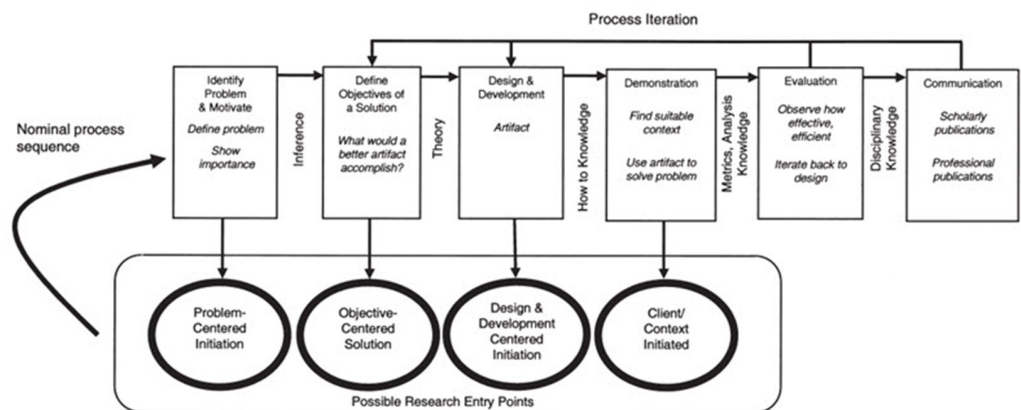 Process Iteration
Nominal process
sequence
Identify
Problem
& Motivate
Define problem
Show
importance
Inference
Define
Objectives of
a Solution
What would a
better artifact
accomplish?
Theory
Design &
Development
Artifact
How to Knowledge
Demonstration
Find suitable
context
Use artifact to
solve problem
Metrics, Analysis
Knowledge
Evaluation
Observe how
effective,
efficient
Iterate back to
design
Disciplinary
Knowledge
Communication
Scholarly
publications
Professional
publications
Problem-
Centered
Initiation
Objective-
Centered
Solution
Design &
Development
Centered
Initiation
Client/
Context
Initiated
Possible Research Entry Points